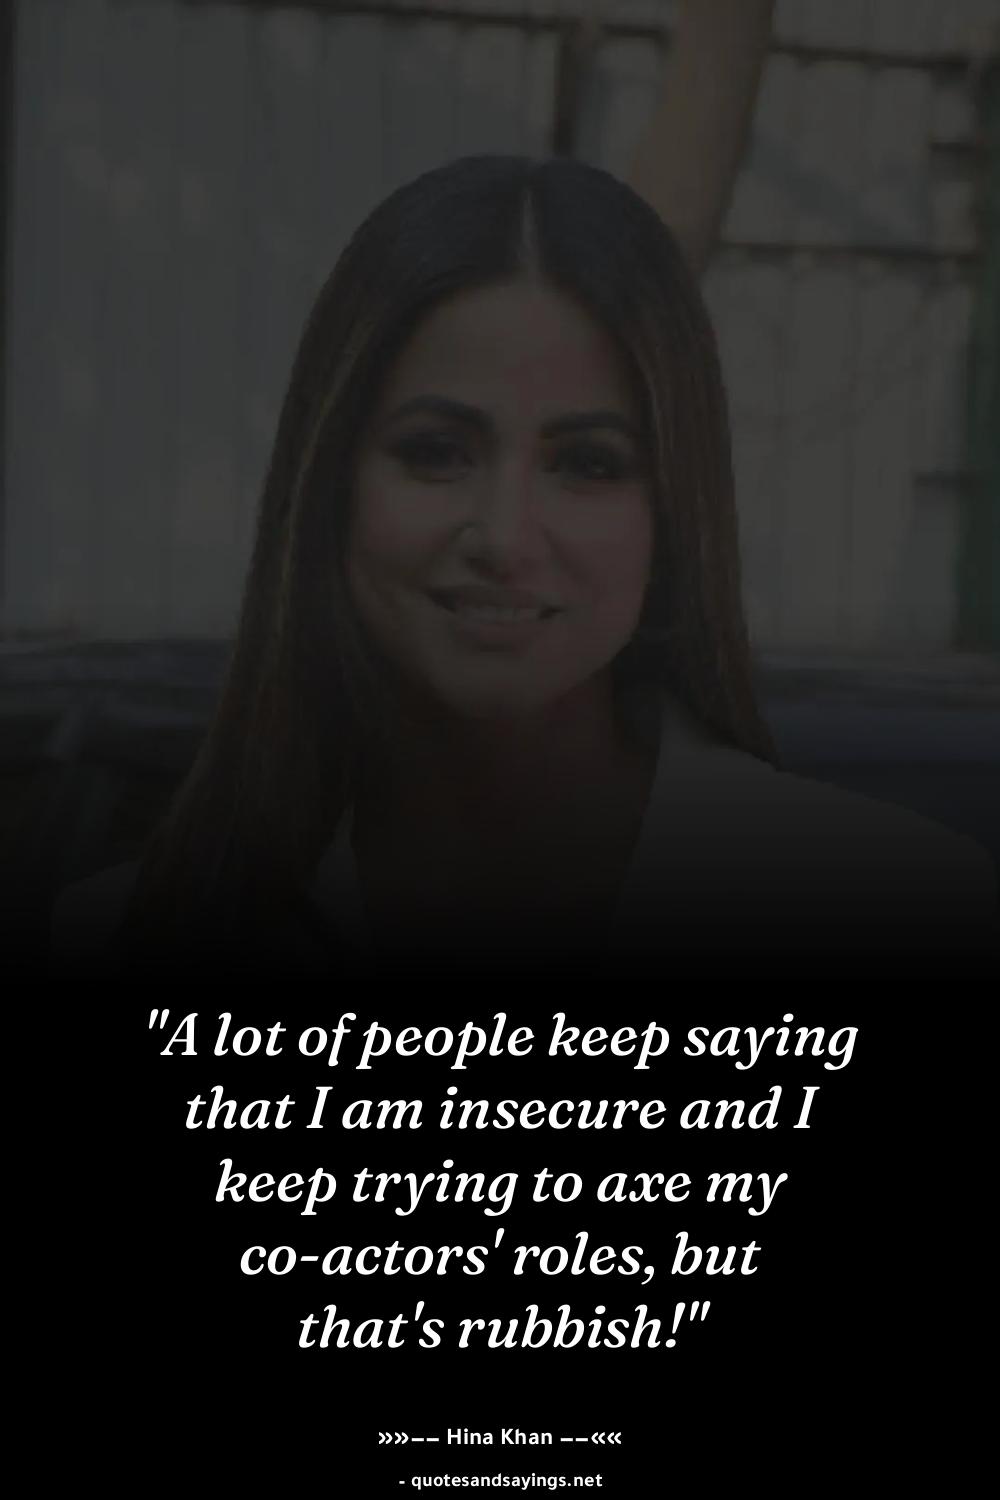 "A lot of people keep saying
that I am insecure and I
keep trying to axe my
co-actors' roles, but
that's rubbish!"
»»–– Hina Khan ––««
- quotesandsayings.net